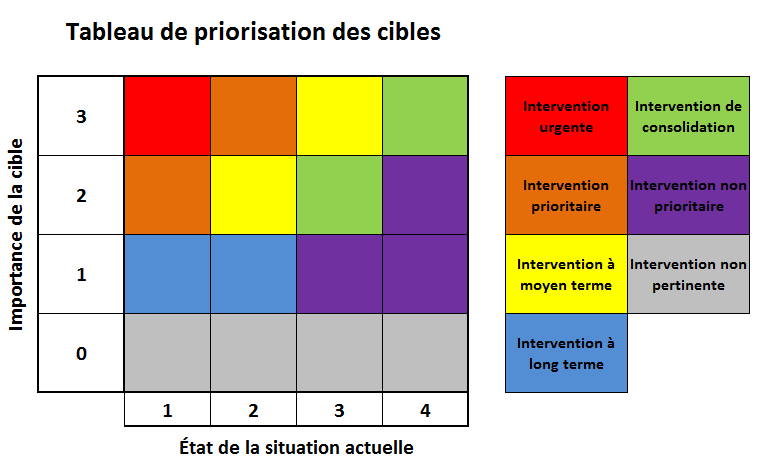 Tableau de priorisation des cibles
Importance de la cible
3
2
1
0
1 2 3 4
État de la situation actuelle
Intervention
urgente
Intervention de
consolidation
Intervention
prioritaire
Intervention non
prioritaire
Intervention à
moyen terme
Intervention non
pertinente
Intervention à
long terme